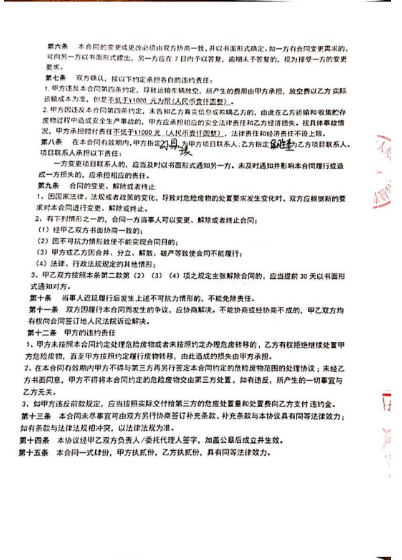 第六条 本合同的变更或更改必须由双方协商一致,并以书面形式确定,如一方有合同变更需求的,
可向另一方以书面形式提出,另一方应在7日内予以答复,逾期未予答复的,视为接受一方的变更
要求。
第七条 双方确认,按以下约定承担各自的违约责任:
1.甲方违反本合同第四条约定,导致运输车辆放空,所产生的费用由甲方承担,放空费以乙方实际
运输成本为准,但是不低于¥1000 元为限(人民币壹仟圆整)。
2.甲方因违反本合同第四条约定,未告知乙方真实信息或欺瞒乙方的,由此在乙方运输和收集贮存
废物过程中造成安全生产事故的,甲方应承担相应的安全法律责任和乙方经济损失。视具体事故情
况,甲方承担赔付责任不低于¥1000元(人民币壹仟圆整),法律责任和经济责任不设上限。
第八条 在本合同有效期内,甲方指定 为甲方项目联系人;乙方指定 为乙方项目联系人,
项目联系人承担以下责任:
一方变更项目联系人的,应当及时以书面形式通知另一方。未及时通知并影响本合同履行或造
成一方损失的,应承担相应的责任。
第九条 合同的变更、解除或者终止
1、因国家法律、法规或者政策的变化,导致对危险废物的处置要求发生变化时,双方应根据新的要
求对本合同进行变更、解除或终止。
2、有下列情形之一的,合同一方当事人可以变更、解除或者终止合同:
(1)经甲乙双方书面协商一致的;
(2)因不可抗力情形致使不能实现合同目的;
(3)甲方或乙方因合并、分立、解散、破产等致使合同不能履行;
(4)法律、行政法规规定的其他情形;
3、甲乙双方按照本条第二款第(2)(3)(4)项之规定主张解除合同的,应当提前30天以书面形
式通知对方。
第十条 当事人迟延履行后发生上述不可抗力情形的,不能免除责任。
第十一条 双方因履行本合同而发生的争议,应协商解决。不能协商或经协商不成的,甲乙双方均
有权向合同签订地人民法院诉讼解决。
第十二条 甲方的违约责任
1、甲方未按照本合同约定处理危险废物或者未按照约定办理危废转移的,乙方有权拒绝继续处置甲
方危险废物,直至甲方按照约定履行废物转移,由此造成的损失由甲方承担。
2、在本合同有效期内甲方不得与第三方再另行签定本合同约定的危险废物范围的处理协议;未经乙
方书面同意,甲方不得将本合同约定的危险废物交由第三方处置,如有违反,所产生的一切事宜与
乙方无关。
3、如甲方违反前款规定,应当按照实际交付给第三方的危险废物处置量和处置费向乙方支付违约金。
第十三条 本合同未尽事宜可由双方另行协商签订补充条款,补充条款与本协议具有同等法律效力;
如有条款与法律法规相冲突,以法律法规为准。
第十四条 本协议经甲乙双方负责人/委托代理人签字,加盖公章后成立并生效。
第十五条 本合同一式肆份,甲方执贰份,乙方执贰份,具有同等法律效力。